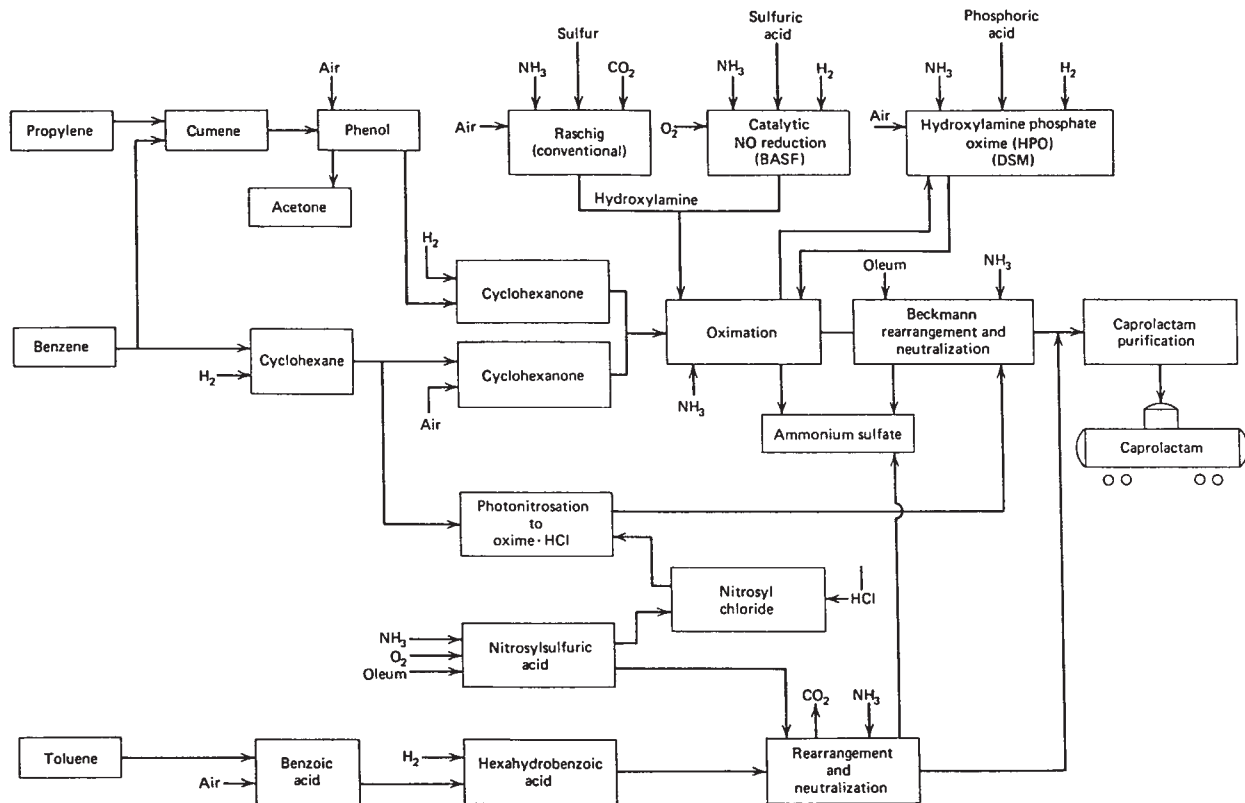 Sulfur
Sulfuric
acid
Phosphoric
acid
Air
NH₃
CO₂
NH₃
H₂
NH₃
H₂
Propylene
Cumene
Phenol
Air
Raschig
(conventional)
O₂
Catalytic
NO reduction
(BASF)
Air
Hydroxylamine phosphate
oxime (HPO)
(DSM)
Acetone
Hydroxylamine
H₂
Cyclohexanone
Oleum
NH₃
Oximation
Beckmann
rearrangement and
neutralization
Caprolactam
purification
Benzene
H₂
Cyclohexane
Cyclohexanone
Air
NH₃
Ammonium sulfate
Caprolactam
Photonitrosation
to
oxime·HCl
Nitrosyl
chloride
HCl
NH₃
O₂
Oleum
Nitrosylsulfuric
acid
CO₂
NH₃
Toluene
Air
Benzoic
acid
H₂
Hexahydrobenzoic
acid
Rearrangement
and
neutralization